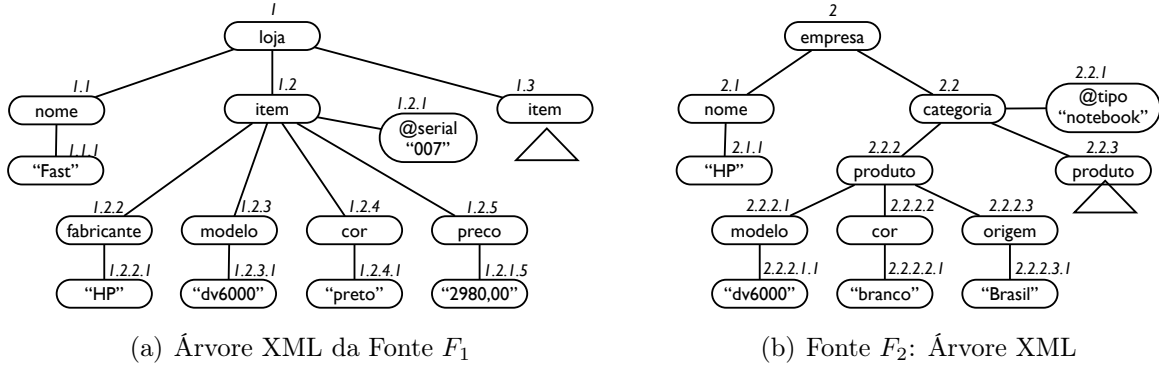 1
loja
1.1
nome
1.2
item
1.2.1
@serial
"007"
1.3
item
1.1.1
"Fast"
1.2.2
fabricante
1.2.3
modelo
1.2.4
cor
1.2.5
preco
1.2.2.1
"HP"
1.2.3.1
"dv6000"
1.2.4.1
"preto"
1.2.1.5
"2980,00"
(a) Árvore XML da Fonte F1
2
empresa
2.1
nome
2.2
categoria
2.2.1
@tipo
"notebook"
2.1.1
"HP"
2.2.2
produto
2.2.3
produto
2.2.2.1
modelo
2.2.2.2
cor
2.2.2.3
origem
2.2.2.1.1
"dv6000"
2.2.2.2.1
"branco"
2.2.2.3.1
"Brasil"
(b) Fonte F2: Árvore XML